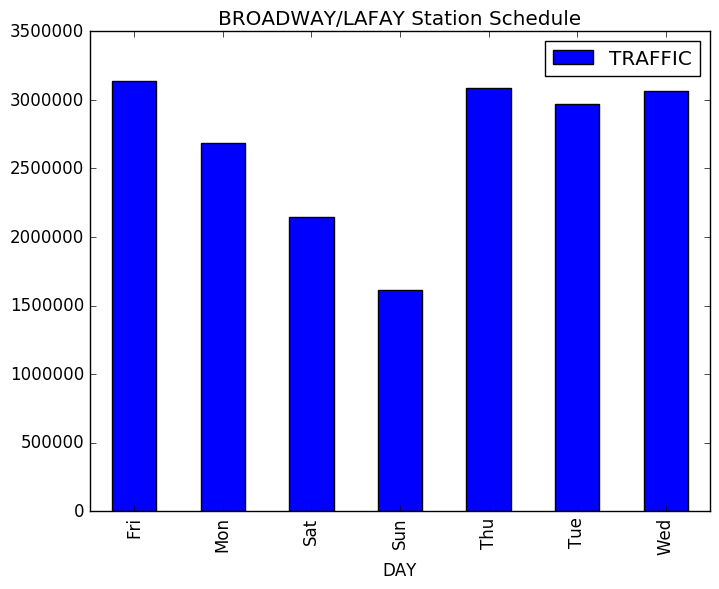 BROADWAY/LAFAY Station Schedule
TRAFFIC
3500000
3000000
2500000
2000000
1500000
1000000
500000
0
Fri
Mon
Sat
Sun
Thu
Tue
Wed
DAY